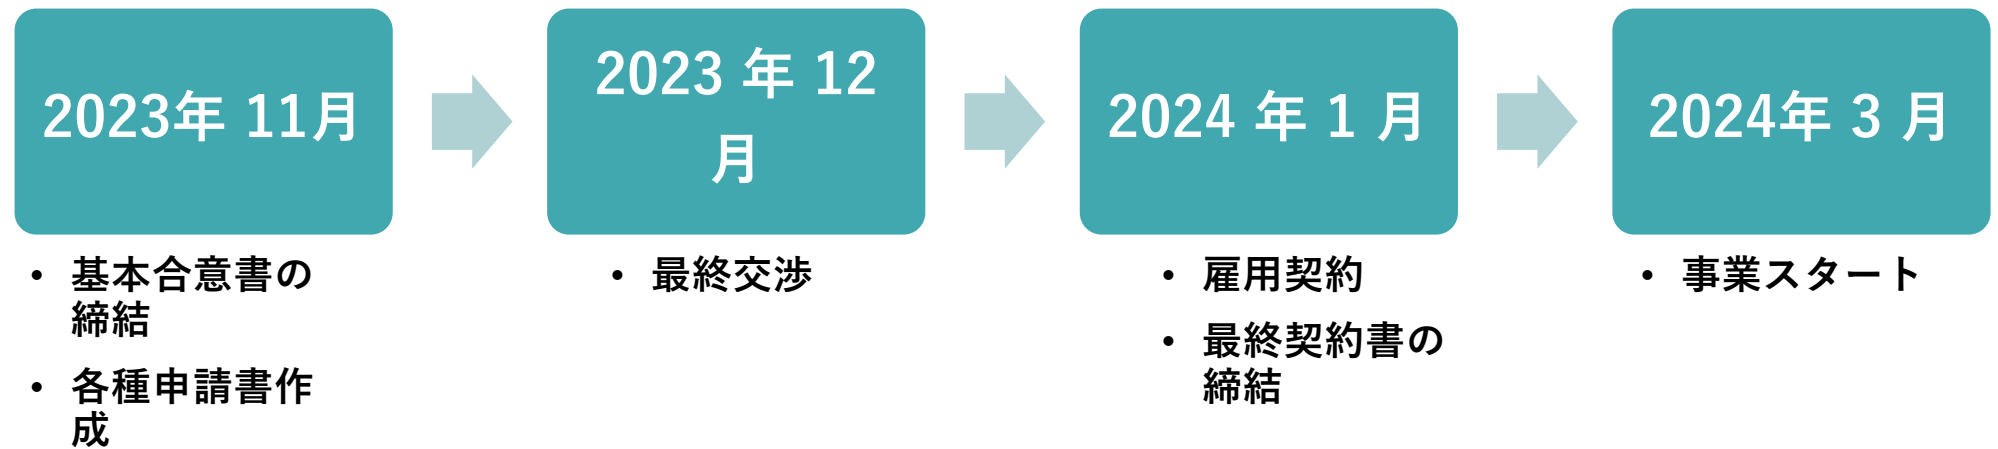 2023年 11月
• 基本合意書の
締結
• 各種申請書作
成
2023 年 12
月
• 最終交渉
2024 年 1 月
• 雇用契約
• 最終契約書の
締結
2024年 3 月
• 事業スタート